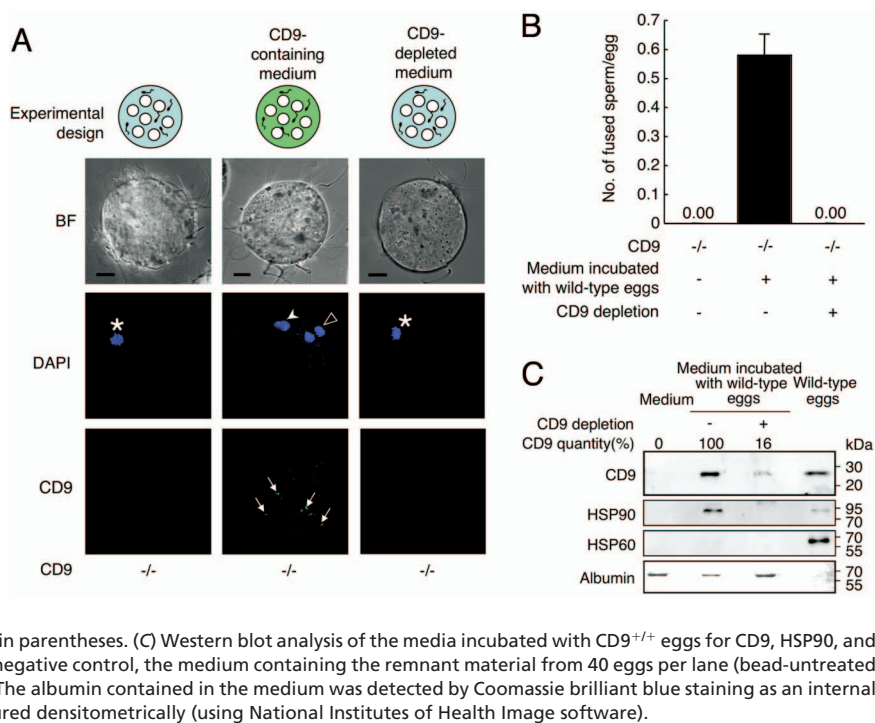 A
CD9-
containing
medium
CD9-
depleted
medium
Experimental
design
BF
DAPI
*
*
CD9
CD9 -/- -/- -/-
B
No. of fused sperm/egg
0.7
0.6
0.5
0.4
0.3
0.2
0.1
0
0.00 0.00
CD9 -/- -/- -/-
Medium incubated
with wild-type eggs - + +
CD9 depletion - - +
C
Medium incubated
with wild-type
eggs
Medium
Wild-type
eggs
CD9 depletion - +
CD9 quantity(%) 0 100 16 kDa
CD9 30
20
HSP90 95
70
HSP60 70
55
Albumin 70
55
in parentheses. (C) Western blot analysis of the media incubated with CD9+/+ eggs for CD9, HSP90, and
negative control, the medium containing the remnant material from 40 eggs per lane (bead-untreated
The albumin contained in the medium was detected by Coomassie brilliant blue staining as an internal
ured densitometrically (using National Institutes of Health Image software).